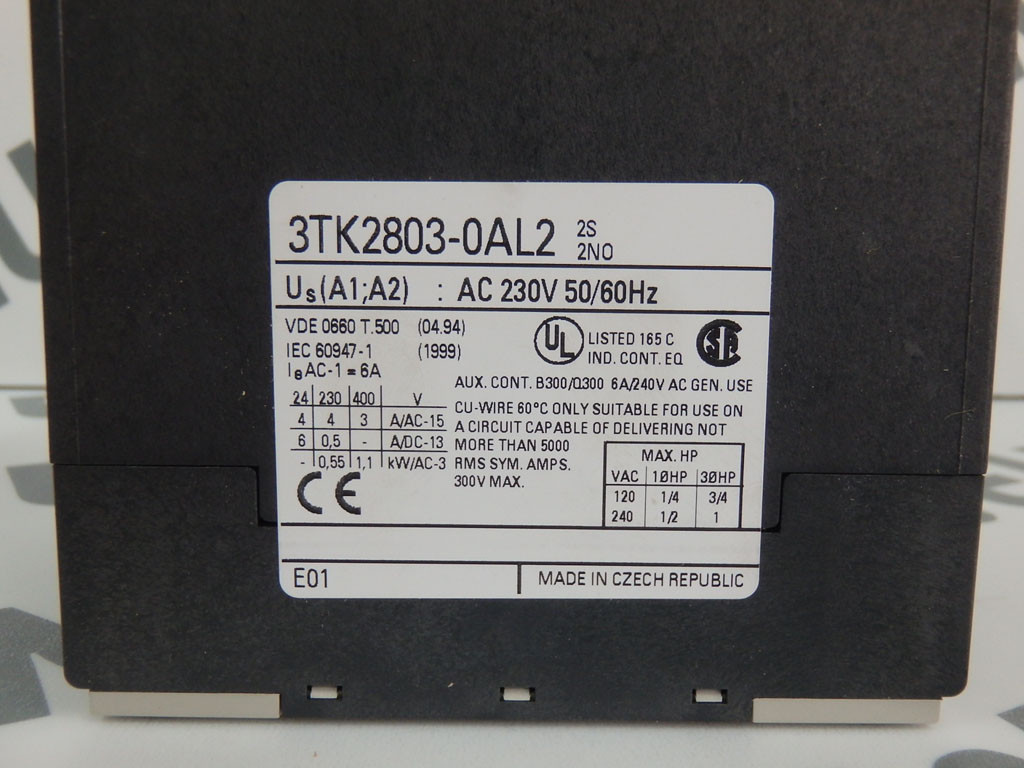 3TK2803-0AL2 2S
2NO
Us(A1;A2) : AC 230V 50/60Hz
VDE 0660 T.500 (04.94)
IEC 60947-1 (1999)
IeAC-1 = 6A
24 230 400 V
4 4 3 A/AC-15
6 0,5 - A/DC-13
- 0,55 1,1 kW/AC-3
CE
UL LISTED 165 C
IND. CONT. EQ
SA
AUX. CONT. B300/Q300 6A/240V AC GEN. USE
CU-WIRE 60°C ONLY SUITABLE FOR USE ON
A CIRCUIT CAPABLE OF DELIVERING NOT
MORE THAN 5000
RMS SYM. AMPS.
300V MAX.
MAX. HP
VAC 1ØHP 3ØHP
120 1/4 3/4
240 1/2 1
E01 MADE IN CZECH REPUBLIC